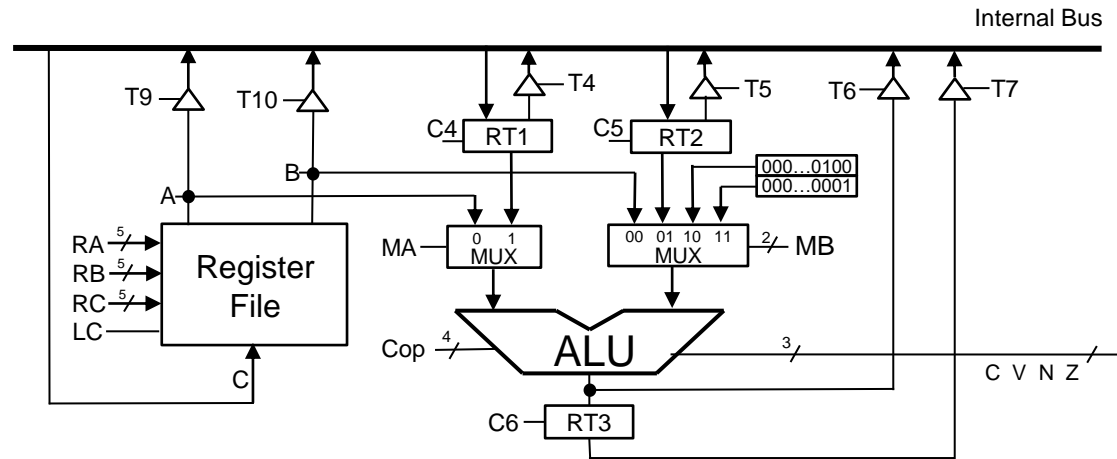 Internal Bus
T9
T10
T4
T5
T6
T7
C4
RT1
C5
RT2
000...0100
000...0001
B
A
RA 5
RB 5
RC 5
LC
Register
File
C
MA
0 1
MUX
00 01 10 11
MUX
2
MB
Cop
4
ALU
3
C V N Z
C6
RT3